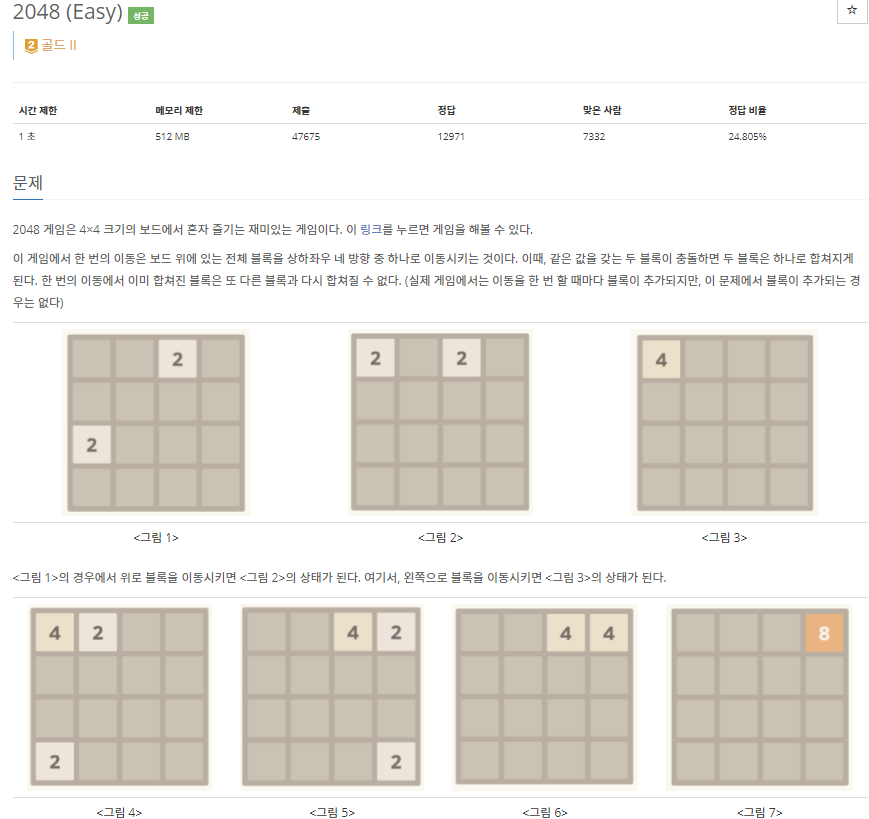 2048 (Easy) 성공
☆
2 골드 II
시간 제한 메모리 제한 제출 정답 맞은 사람 정답 비율
1 초 512 MB 47675 12971 7332 24.805%
문제
2048 게임은 4×4 크기의 보드에서 혼자 즐기는 재미있는 게임이다. 이 링크를 누르면 게임을 해볼 수 있다.
이 게임에서 한 번의 이동은 보드 위에 있는 전체 블록을 상하좌우 네 방향 중 하나로 이동시키는 것이다. 이때, 같은 값을 갖는 두 블록이 충돌하면 두 블록은 하나로 합쳐지게
된다. 한 번의 이동에서 이미 합쳐진 블록은 또 다른 블록과 다시 합쳐질 수 없다. (실제 게임에서는 이동을 한 번 할 때마다 블록이 추가되지만, 이 문제에서 블록이 추가되는 경
우는 없다)
2 2 2 4
2
<그림 1> <그림 2> <그림 3>
<그림 1>의 경우에서 위로 블록을 이동시키면 <그림 2>의 상태가 된다. 여기서, 왼쪽으로 블록을 이동시키면 <그림 3>의 상태가 된다.
4 2 4 2 4 4 8
2 2
<그림 4> <그림 5> <그림 6> <그림 7>